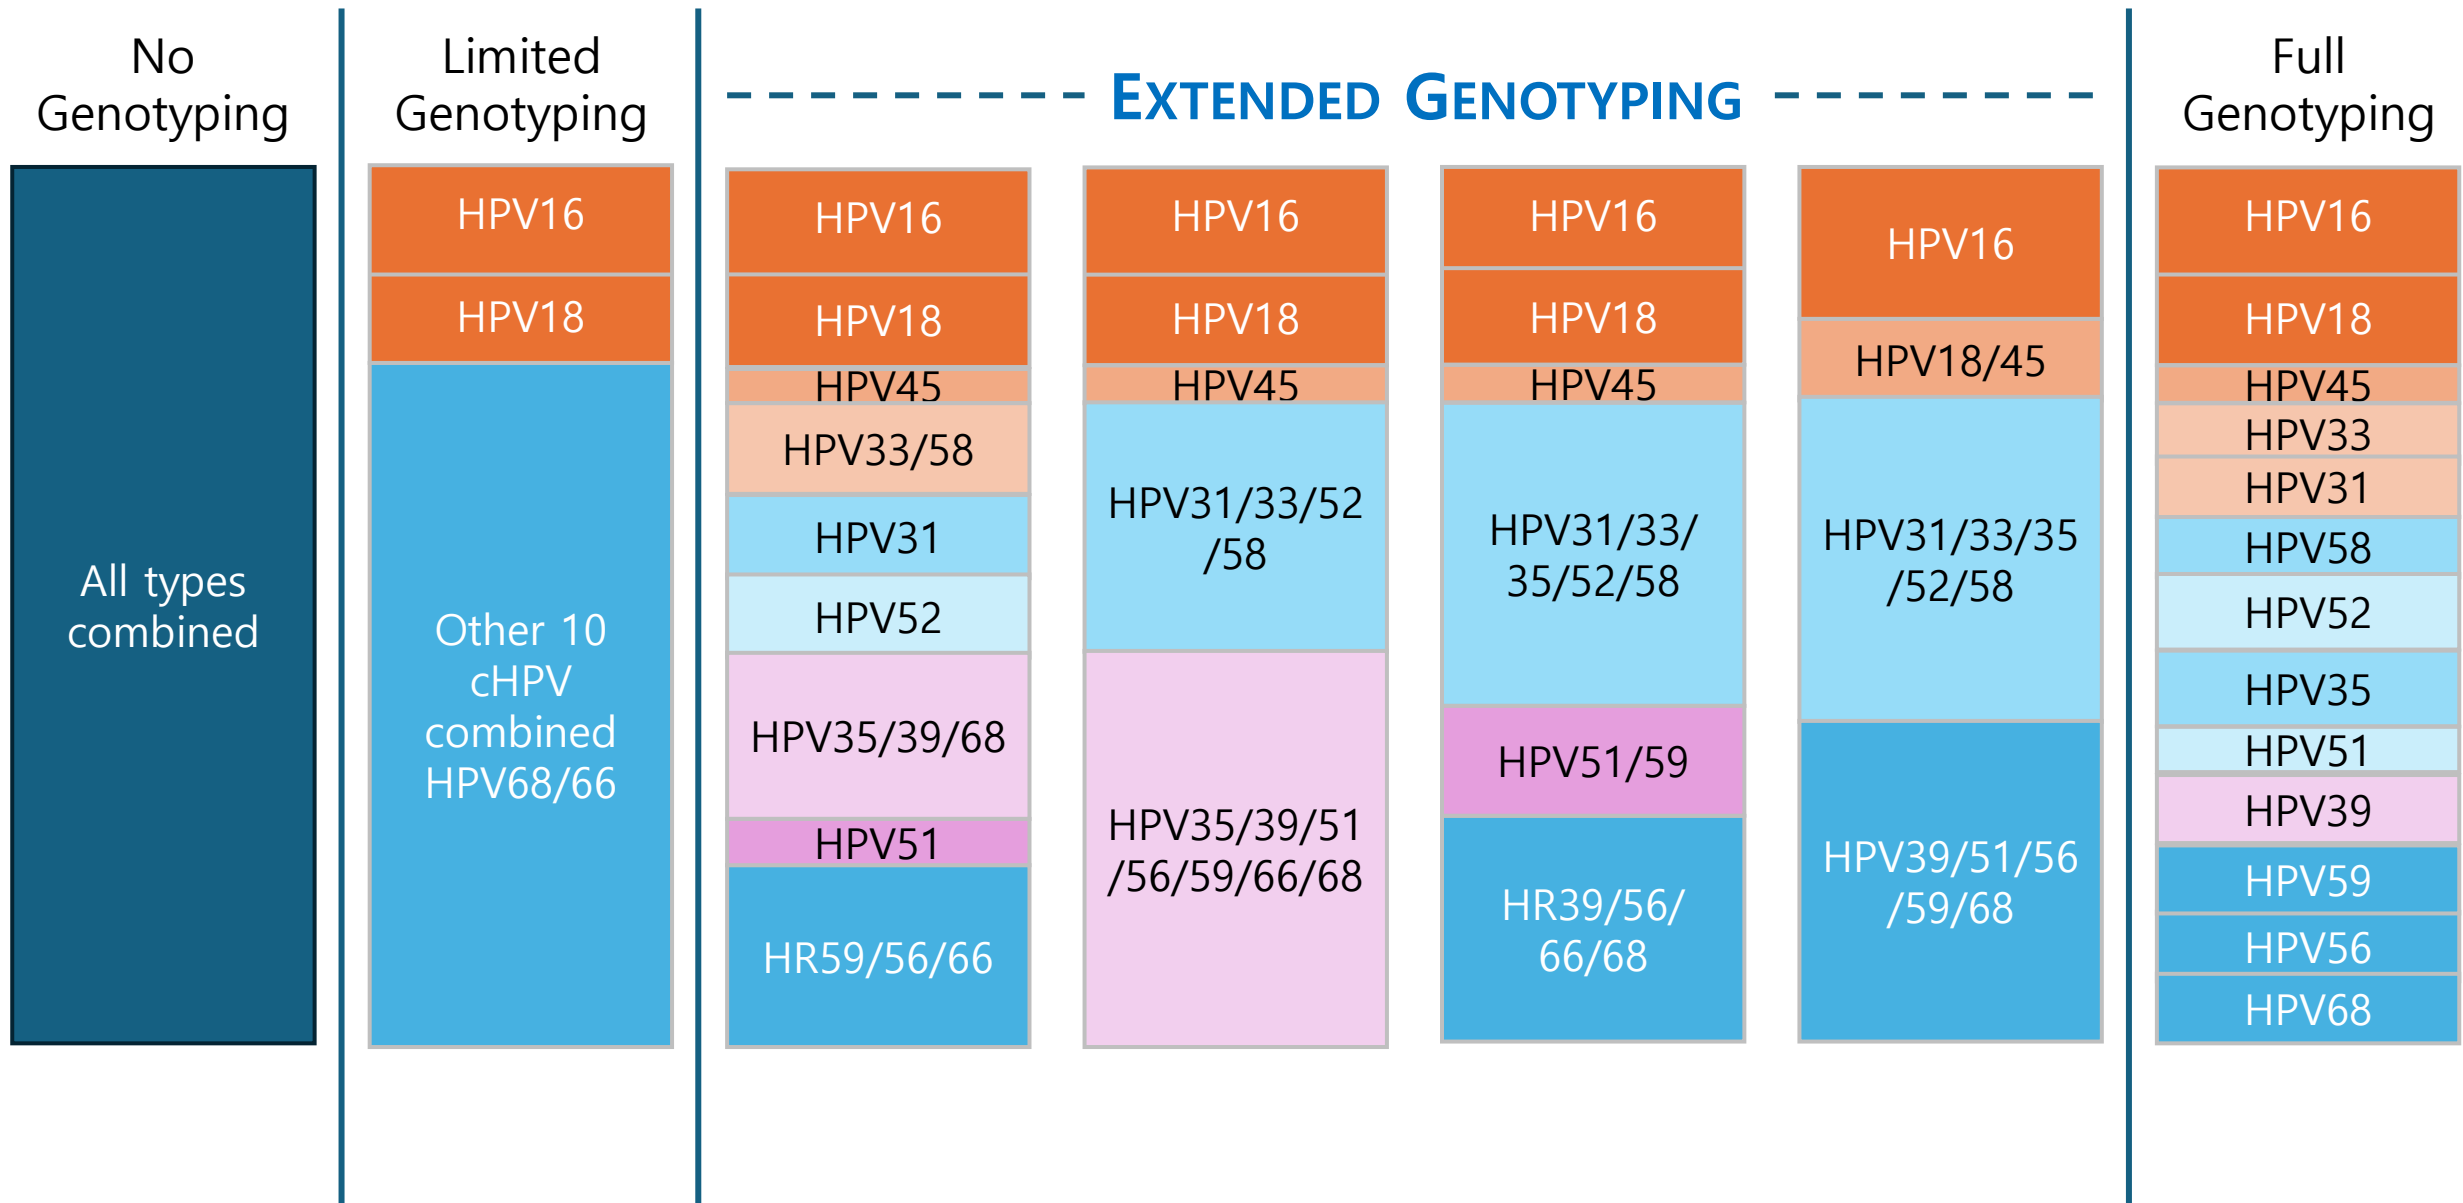 No
Genotyping
Limited
Genotyping
EXTENDED GENOTYPING
Full
Genotyping
All types
combined
HPV16
HPV18
Other 10
cHPV
combined
HPV68/66
HPV16
HPV18
HPV45
HPV33/58
HPV31
HPV52
HPV35/39/68
HPV51
HR59/56/66
HPV16
HPV18
HPV45
HPV31/33/52
/58
HPV35/39/51
/56/59/66/68
HPV16
HPV18
HPV45
HPV31/33/
35/52/58
HPV51/59
HR39/56/
66/68
HPV16
HPV18/45
HPV31/33/35
/52/58
HPV39/51/56
/59/68
HPV16
HPV18
HPV45
HPV33
HPV31
HPV58
HPV52
HPV35
HPV51
HPV39
HPV59
HPV56
HPV68